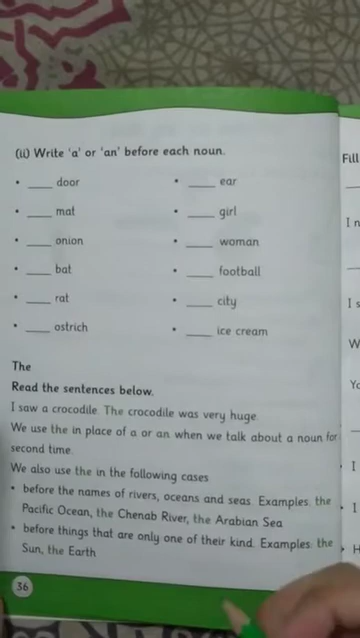 (ii) Write 'a' or 'an' before each noun.
• ____ door
• ____ mat
• ____ onion
• ____ bat
• ____ rat
• ____ ostrich
• ____ ear
• ____ girl
• ____ woman
• ____ football
• ____ city
• ____ ice cream
The
Read the sentences below.
I saw a crocodile. The crocodile was very huge.
We use the in place of a or an when we talk about a noun for
second time.
We also use the in the following cases
• before the names of rivers, oceans and seas. Examples: the
Pacific Ocean, the Chenab River, the Arabian Sea
• before things that are only one of their kind. Examples: the
Sun, the Earth
36
Fill
I
I